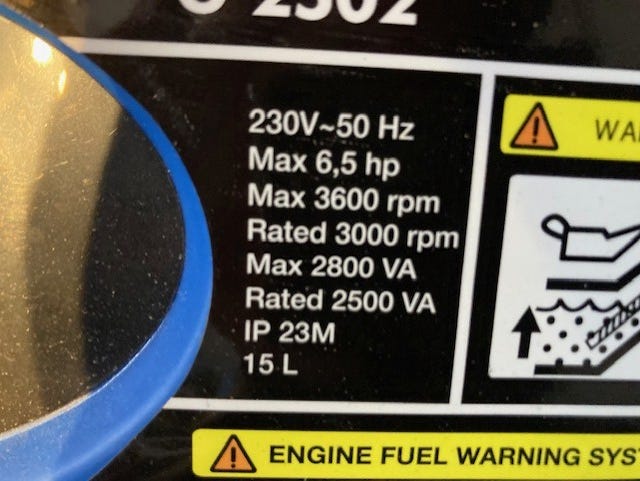 2302
230V~50 Hz
Max 6,5 hp
Max 3600 rpm
Rated 3000 rpm
Max 2800 VA
Rated 2500 VA
IP 23M
15 L
ENGINE FUEL WARNING